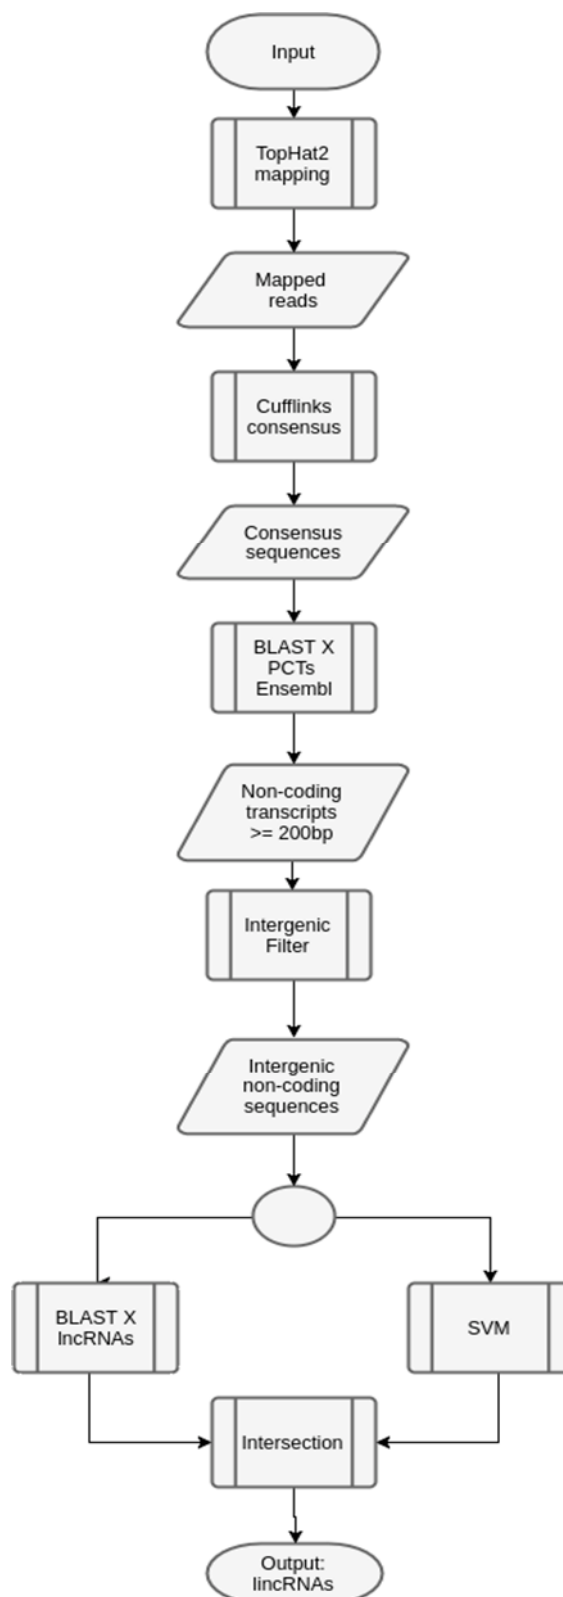 Input
TopHat2
mapping
Mapped
reads
Cufflinks
consensus
Consensus
sequences
BLAST X
PCTs
Ensembl
Non-coding
transcripts
>= 200bp
Intergenic
Filter
Intergenic
non-coding
sequences
BLAST X
lncRNAs
SVM
Intersection
Output:
lincRNAs